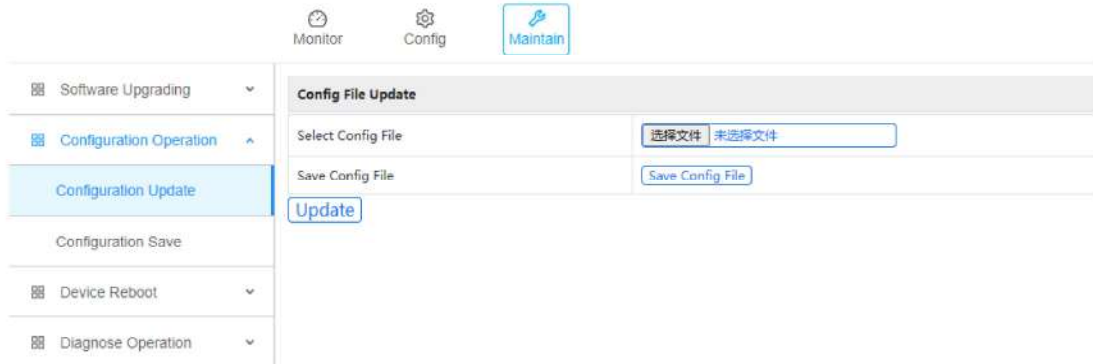 Monitor Config Maintain
Software Upgrading
Configuration Operation
Configuration Update
Configuration Save
Device Reboot
Diagnose Operation
Config File Update
Select Config File 选择文件 未选择文件
Save Config File Save Config File
Update